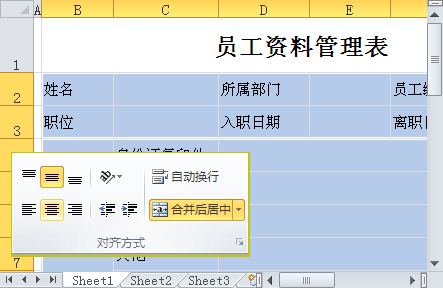 A B C D E
1 员工资料管理表
2 姓名 所属部门 员工
3 职位 入职日期 离职
自动换行
合并后居中
对齐方式
7
Sheet1 Sheet2 Sheet3